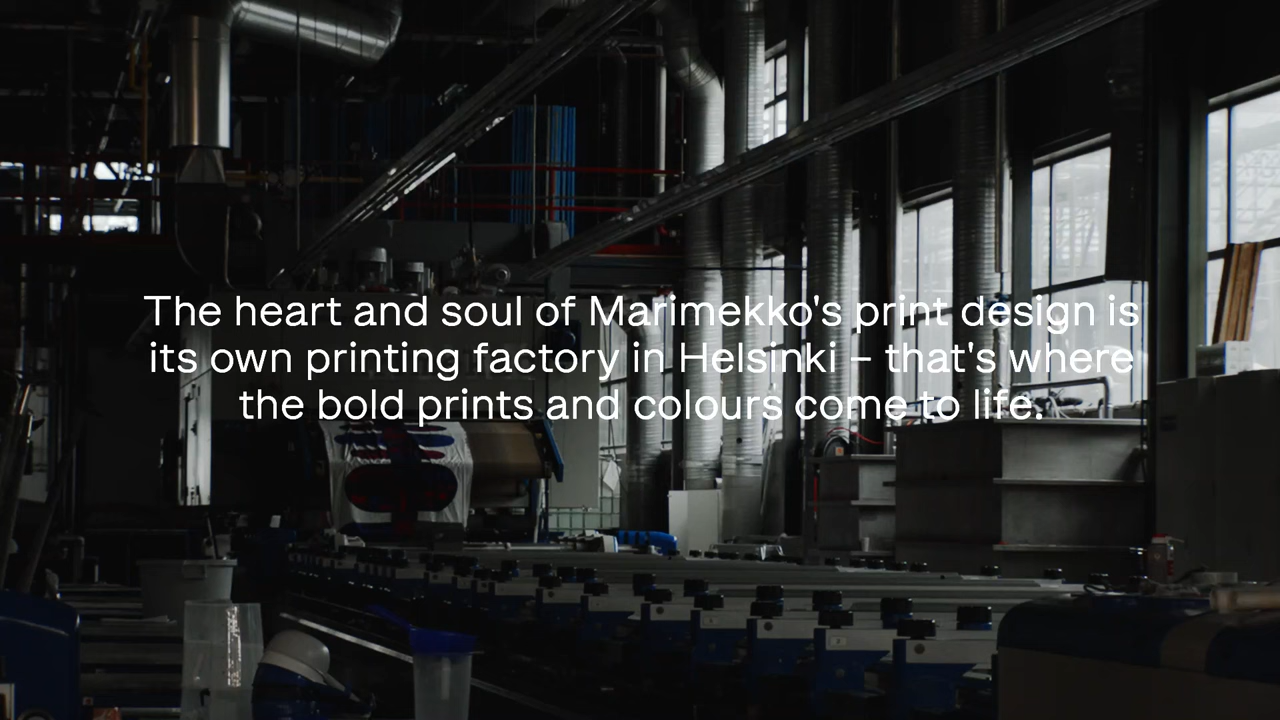 The heart and soul of Marimekko's print design is
its own printing factory in Helsinki – that's where
the bold prints and colours come to life.